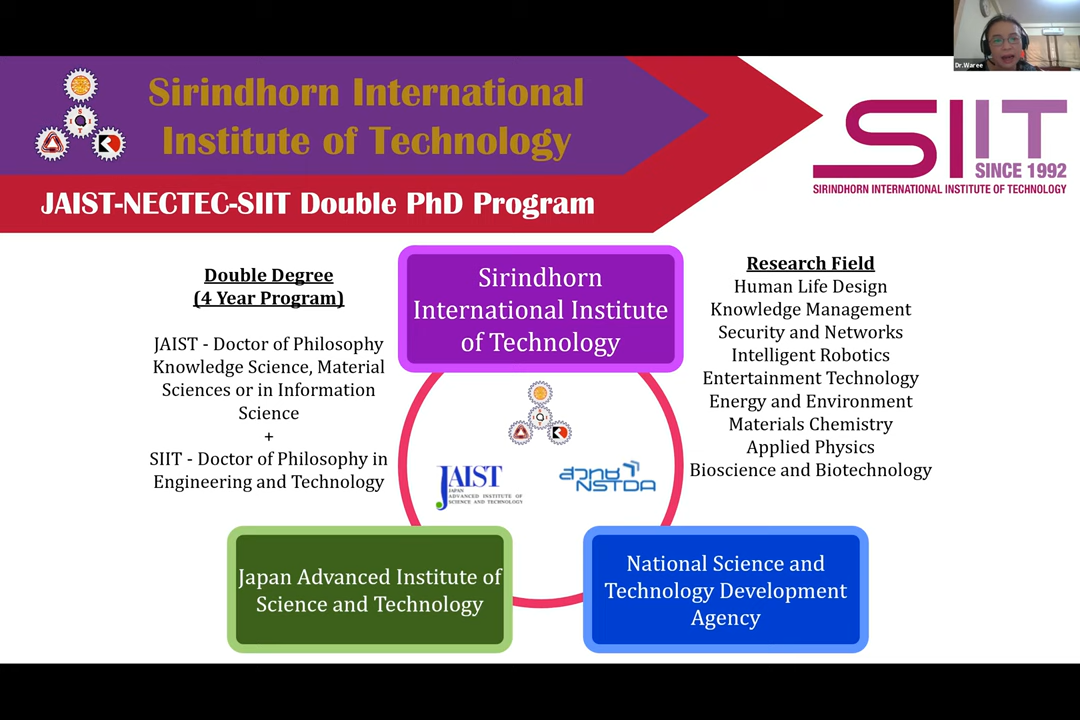 Dr.Waree
Sirindhorn International
Institute of Technology
JAIST-NECTEC-SIIT Double PhD Program
SIIT
SINCE 1992
SIRINDHORN INTERNATIONAL INSTITUTE OF TECHNOLOGY
Double Degree
(4 Year Program)
JAIST - Doctor of Philosophy
Knowledge Science, Material
Sciences or in Information
Science
+
SIIT - Doctor of Philosophy in
Engineering and Technology
Sirindhorn
International Institute
of Technology
Research Field
Human Life Design
Knowledge Management
Security and Networks
Intelligent Robotics
Entertainment Technology
Energy and Environment
Materials Chemistry
Applied Physics
Bioscience and Biotechnology
JAIST
JAPAN
ADVANCED INSTITUTE OF
SCIENCE AND TECHNOLOGY
สวทช
NSTDA
Japan Advanced Institute of
Science and Technology
National Science and
Technology Development
Agency